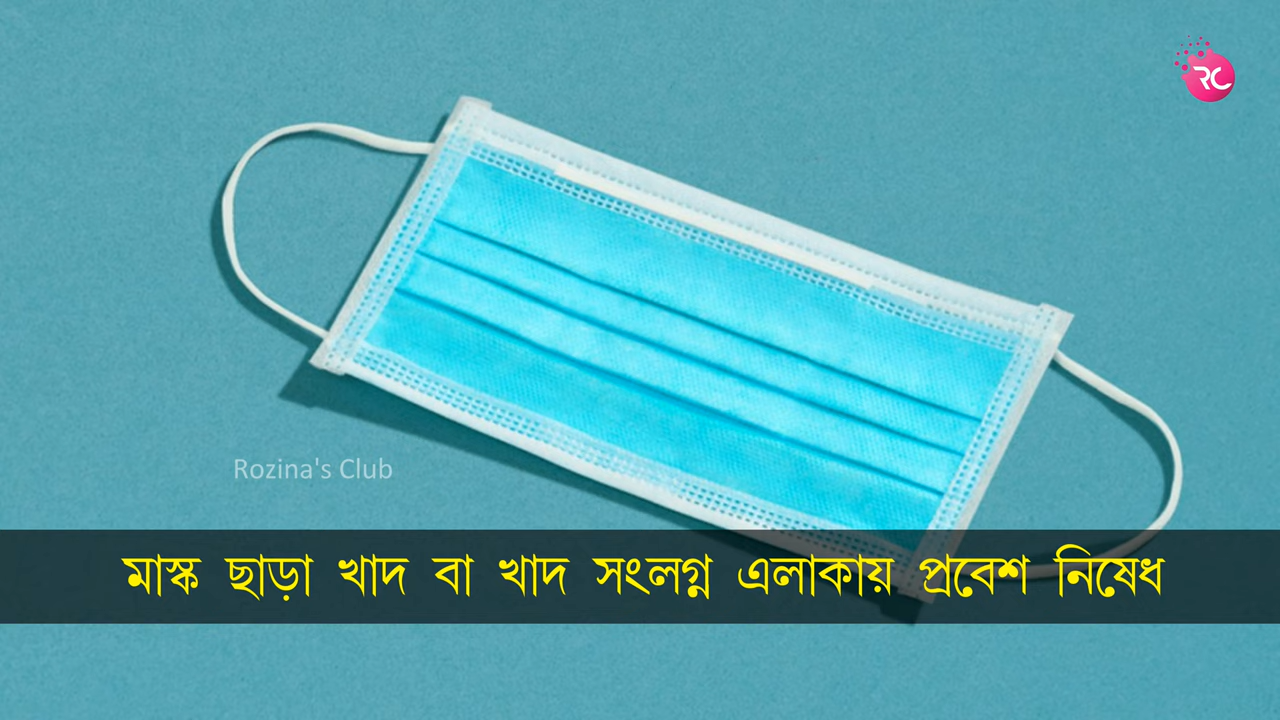 RC
Rozina's Club
মাস্ক ছাড়া খাদ বা খাদ সংলগ্ন এলাকায় প্রবেশ নিষেধ